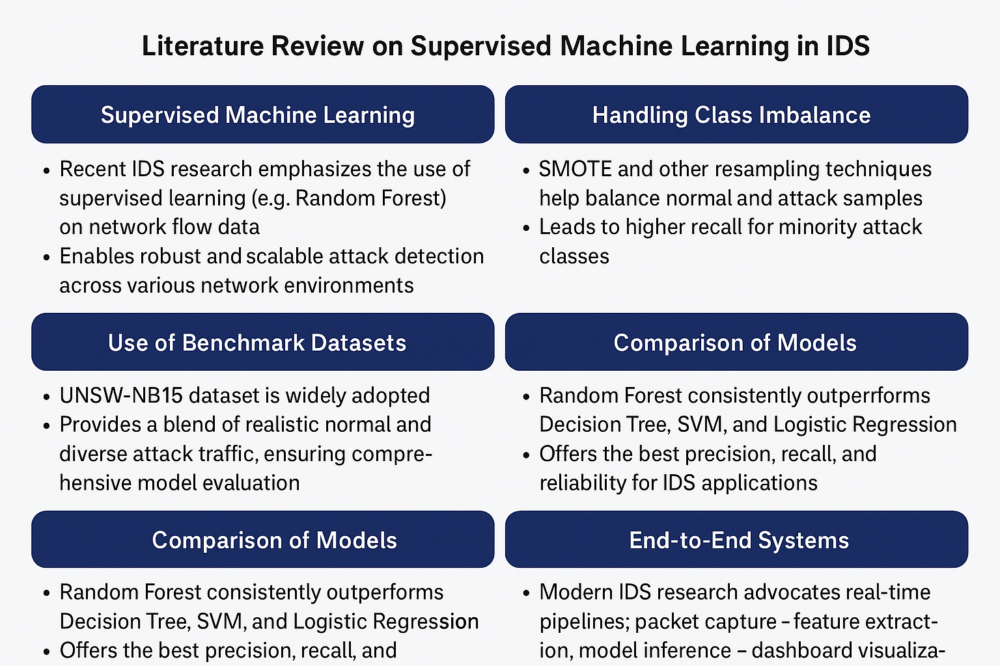 Literature Review on Supervised Machine Learning in IDS
Supervised Machine Learning
• Recent IDS research emphasizes the use of
supervised learning (e.g. Random Forest)
on network flow data
• Enables robust and scalable attack detection
across various network environments
Handling Class Imbalance
• SMOTE and other resampling techniques
help balance normal and attack samples
• Leads to higher recall for minority attack
classes
Use of Benchmark Datasets
• UNSW-NB15 dataset is widely adopted
• Provides a blend of realistic normal and
diverse attack traffic, ensuring compre-
hensive model evaluation
Comparison of Models
• Random Forest consistently outperrforms
Decision Tree, SVM, and Logistic Regression
• Offers the best precision, recall, and
reliability for IDS applications
Comparison of Models
• Random Forest consistently outperforms
Decision Tree, SVM, and Logistic Regression
• Offers the best precision, recall, and
End-to-End Systems
• Modern IDS research advocates real-time
pipelines; packet capture – feature extract-
ion, model inference – dashboard visualiza-